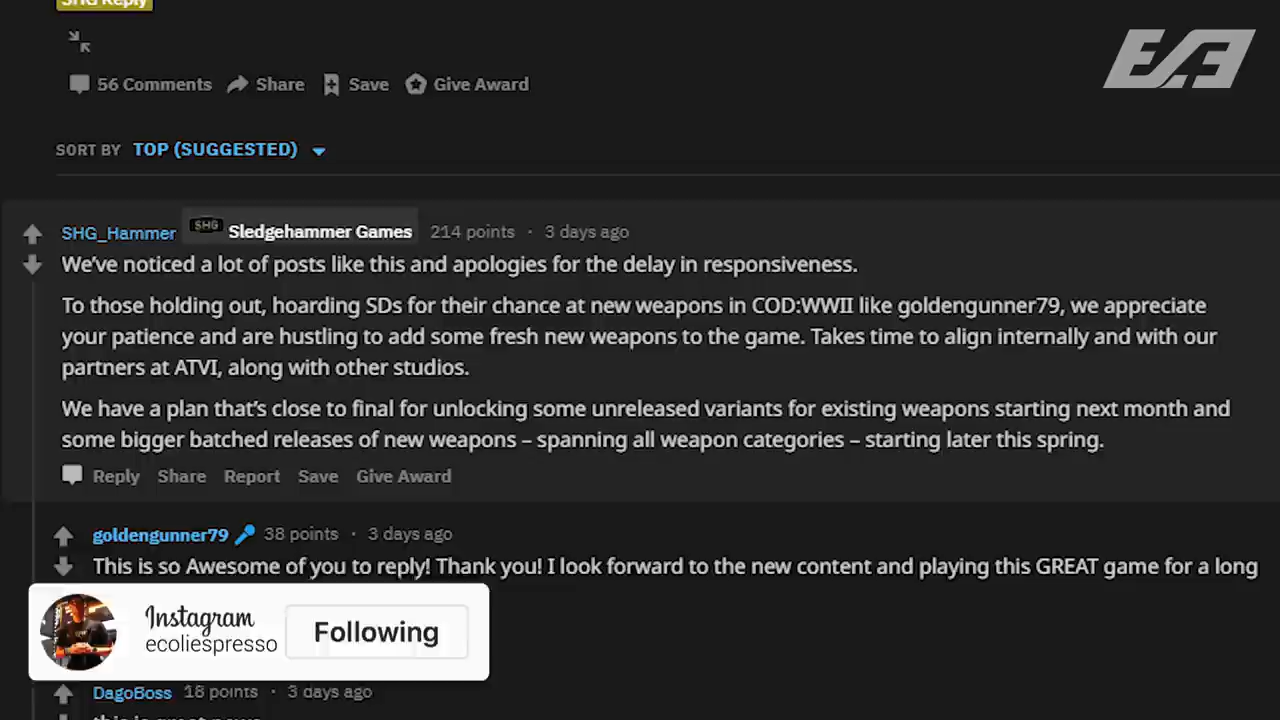 SHG Reply
56 Comments Share Save Give Award
SORT BY TOP (SUGGESTED)
SHG_Hammer SHG Sledgehammer Games 214 points · 3 days ago
We’ve noticed a lot of posts like this and apologies for the delay in responsiveness.
To those holding out, hoarding SDs for their chance at new weapons in COD:WWII like goldengunner79, we appreciate
your patience and are hustling to add some fresh new weapons to the game. Takes time to align internally and with our
partners at ATVI, along with other studios.
We have a plan that’s close to final for unlocking some unreleased variants for existing weapons starting next month and
some bigger batched releases of new weapons – spanning all weapon categories – starting later this spring.
Reply Share Report Save Give Award
goldengunner79 38 points · 3 days ago
This is so Awesome of you to reply! Thank you! I look forward to the new content and playing this GREAT game for a long
Instagram
ecoliespresso
Following
DagoBoss 18 points · 3 days ago
this is great news